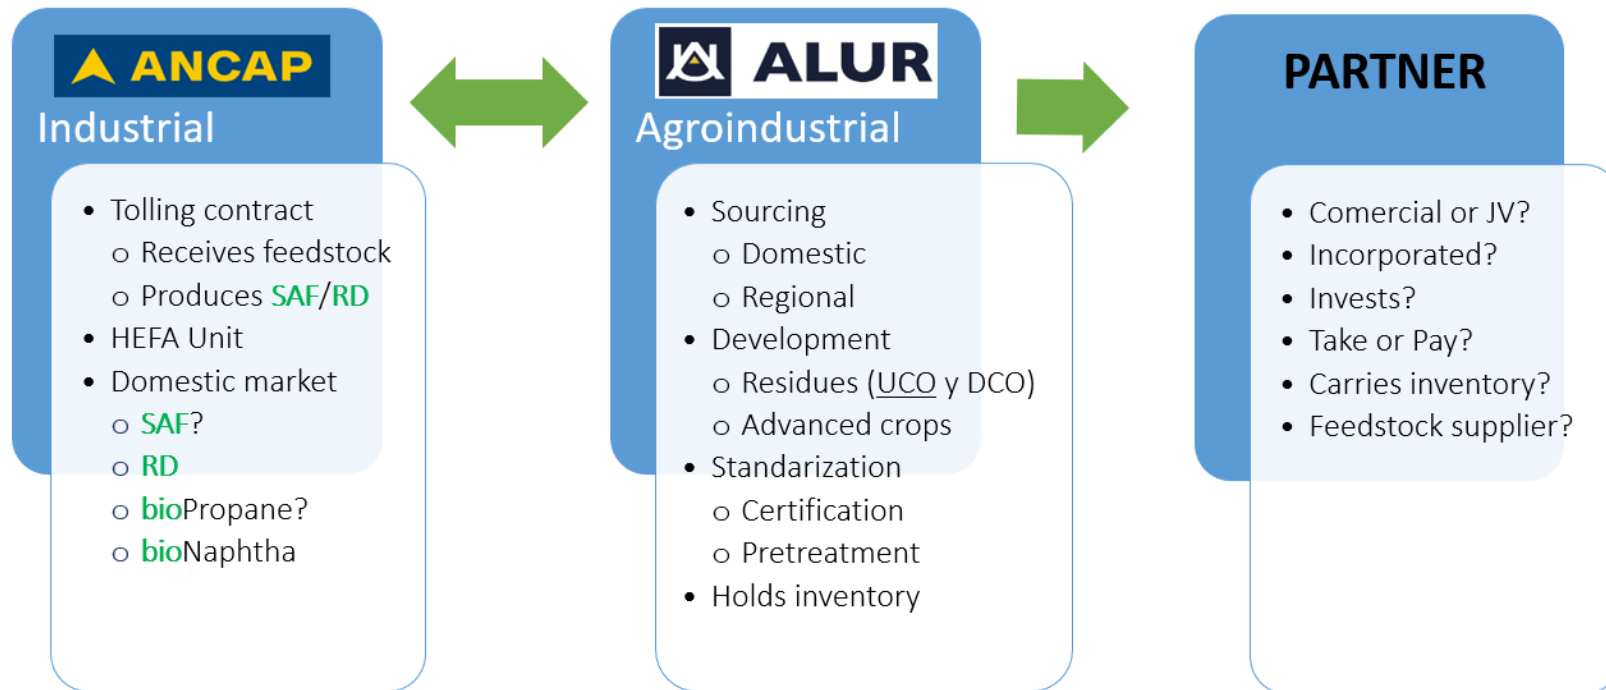 ANCAP
Industrial
• Tolling contract
o Receives feedstock
o Produces SAF/RD
• HEFA Unit
• Domestic market
o SAF?
o RD
o bioPropane?
o bioNaphtha
ALUR
Agroindustrial
• Sourcing
o Domestic
o Regional
• Development
o Residues (UCO y DCO)
o Advanced crops
• Standarization
o Certification
o Pretreatment
• Holds inventory
PARTNER
• Comercial or JV?
• Incorporated?
• Invests?
• Take or Pay?
• Carries inventory?
• Feedstock supplier?